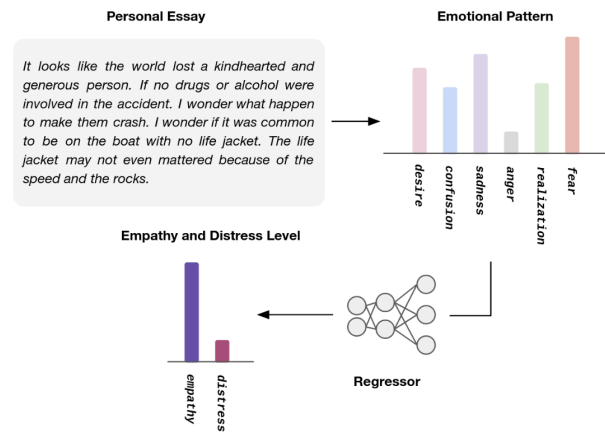 Personal Essay
It looks like the world lost a kindhearted and
generous person. If no drugs or alcohol were
involved in the accident. I wonder what happen
to make them crash. I wonder if it was common
to be on the boat with no life jacket. The life
jacket may not even mattered because of the
speed and the rocks.
Emotional Pattern
desire
confusion
sadness
anger
realization
fear
Empathy and Distress Level
empathy
distress
Regressor